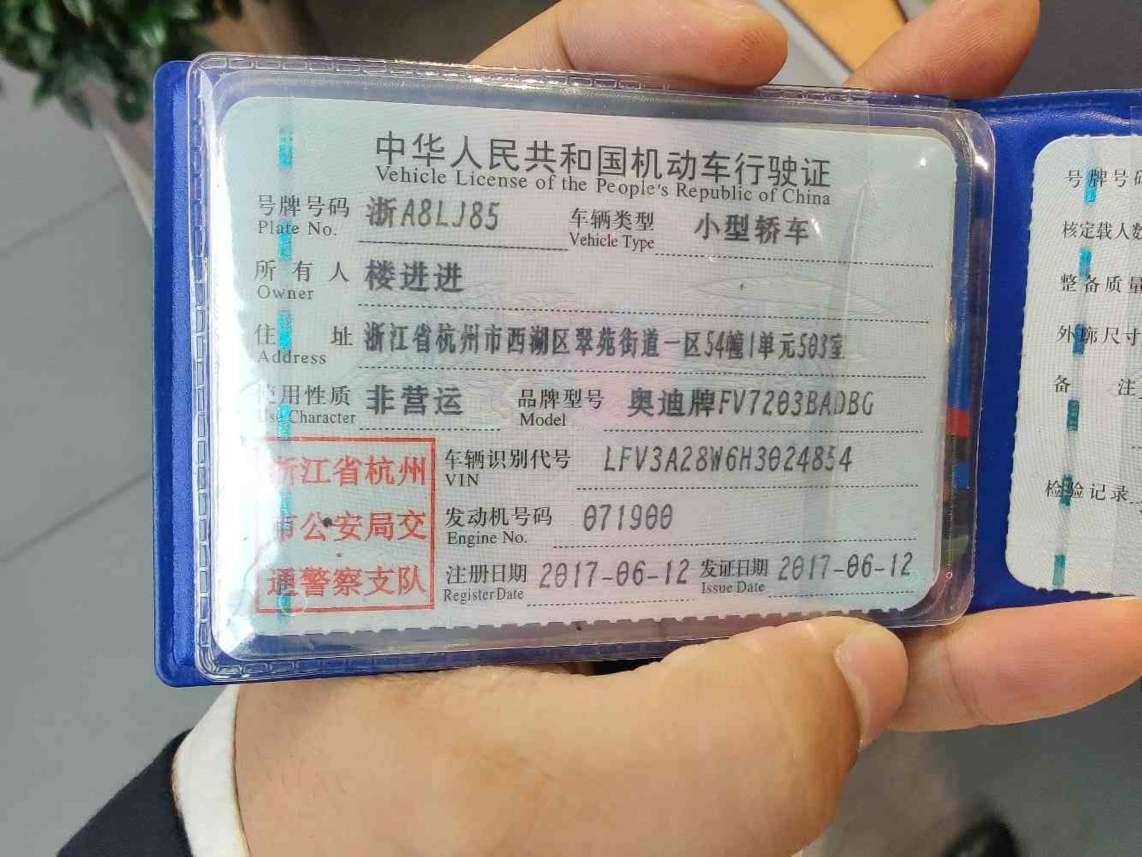 中华人民共和国机动车行驶证
Vehicle License of the People's Republic of China
号牌号码 浙A8LJ85 车辆类型 小型轿车
Plate No. Vehicle Type
所有人 楼进进
Owner
住址 浙江省杭州市西湖区翠苑街道一区54幢1单元503室
Address
使用性质 非营运 品牌型号 奥迪牌FV7203BADBG
Use Character Model
浙江省杭州
市公安局交
通警察支队
车辆识别代号 LFV3A28W6H3024854
VIN
发动机号码 071900
Engine No.
注册日期 2017-06-12 发证日期 2017-06-12
Register Date Issue Date
号牌号码
核定载人数
整备质量
外廓尺寸
备注
检验记录